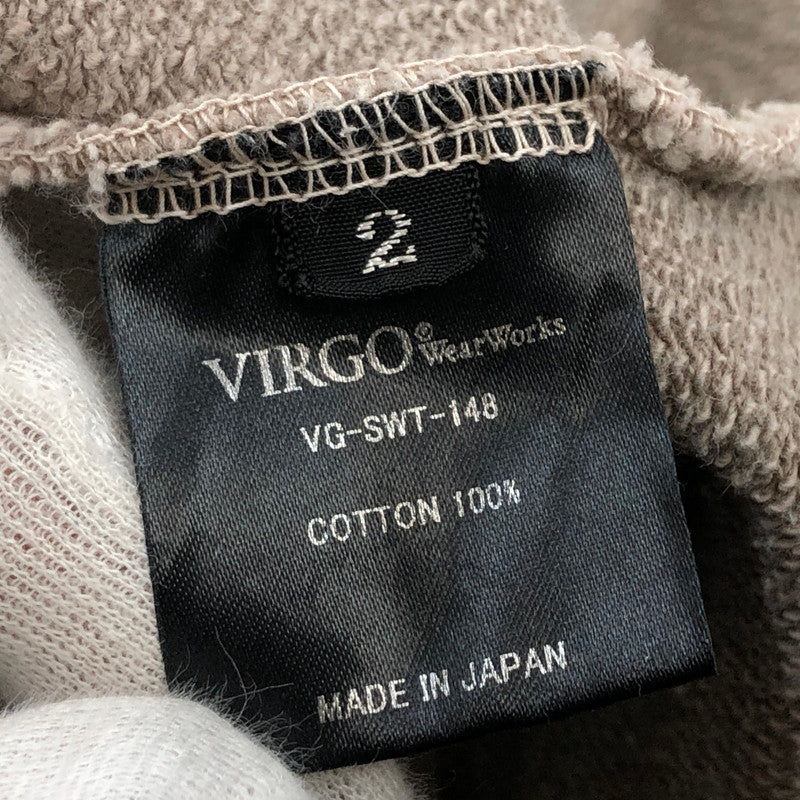 2
VIRGO® WearWorks
VG-SWT-148
COTTON 100%
MADE IN JAPAN